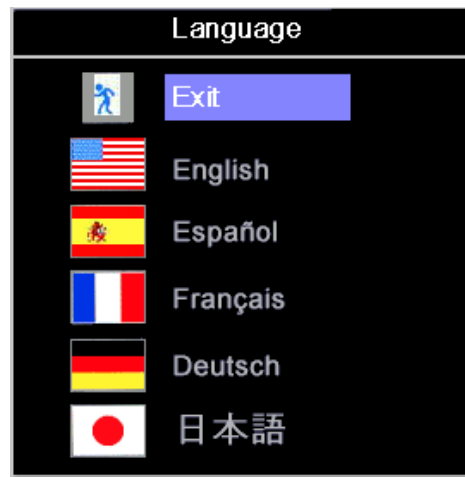 Language
Exit
English
Español
Français
Deutsch
日本語